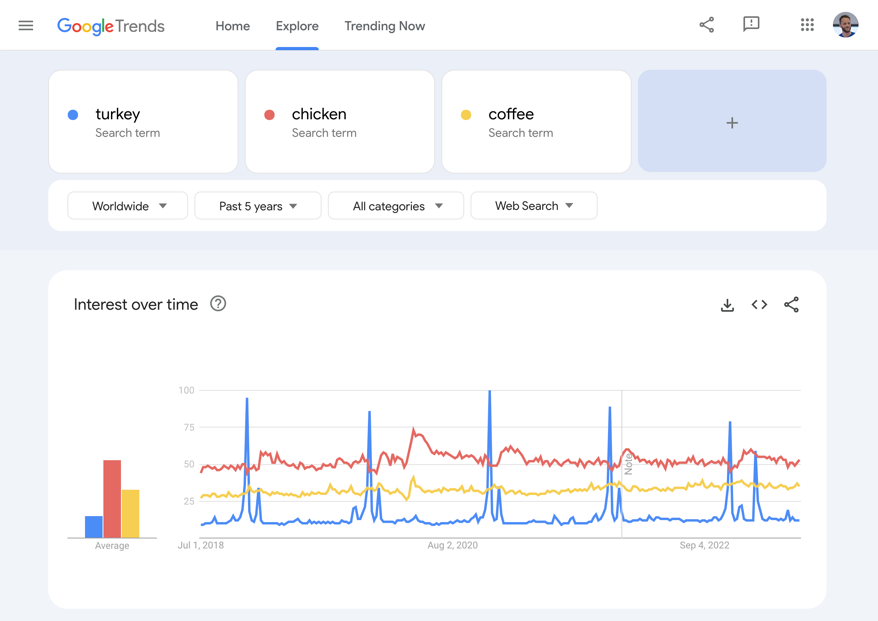 Google Trends
Home Explore Trending Now
turkey
Search term
chicken
Search term
coffee
Search term
+
Worldwide
Past 5 years
All categories
Web Search
Interest over time
100
75
50
25
Note
Average
Jul 1, 2018
Aug 2, 2020
Sep 4, 2022